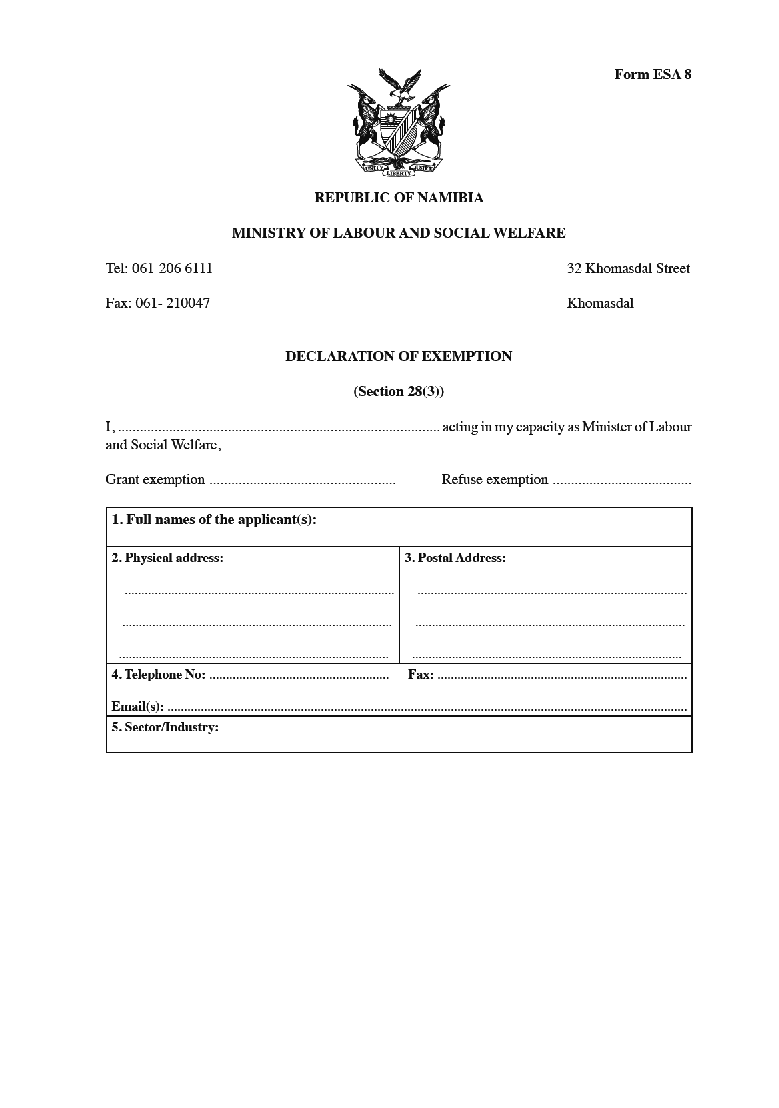 Form ESA 8
UNITY LIBERTY JUSTICE
REPUBLIC OF NAMIBIA
MINISTRY OF LABOUR AND SOCIAL WELFARE
Tel: 061 206 6111 32 Khomasdal Street
Fax: 061- 210047 Khomasdal
DECLARATION OF EXEMPTION
(Section 28(3))
I, ...................................................................................... acting in my capacity as Minister of Labour
and Social Welfare,
Grant exemption .................................................. Refuse exemption .....................................
1. Full names of the applicant(s):
2. Physical address: 3. Postal Address:
4. Telephone No: .................................................. Fax: ....................................................................
Email(s): ..............................................................................................................................................
5. Sector/Industry: